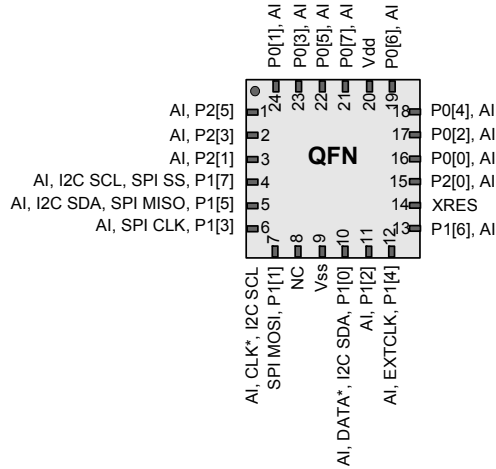 P0[1], AI
P0[3], AI
P0[5], AI
P0[7], AI
Vdd
P0[6], AI
24
23
22
21
20
19
AI, P2[5]
1
18
P0[4], AI
AI, P2[3]
2
17
P0[2], AI
AI, P2[1]
3
QFN
16
P0[0], AI
AI, I2C SCL, SPI SS, P1[7]
4
15
P2[0], AI
AI, I2C SDA, SPI MISO, P1[5]
5
14
XRES
AI, SPI CLK, P1[3]
6
13
P1[6], AI
7
8
9
10
11
12
AI, CLK*, I2C SCL
SPI MOSI, P1[1]
NC
Vss
AI, DATA*, I2C SDA, P1[0]
AI, P1[2]
AI, EXTCLK, P1[4]